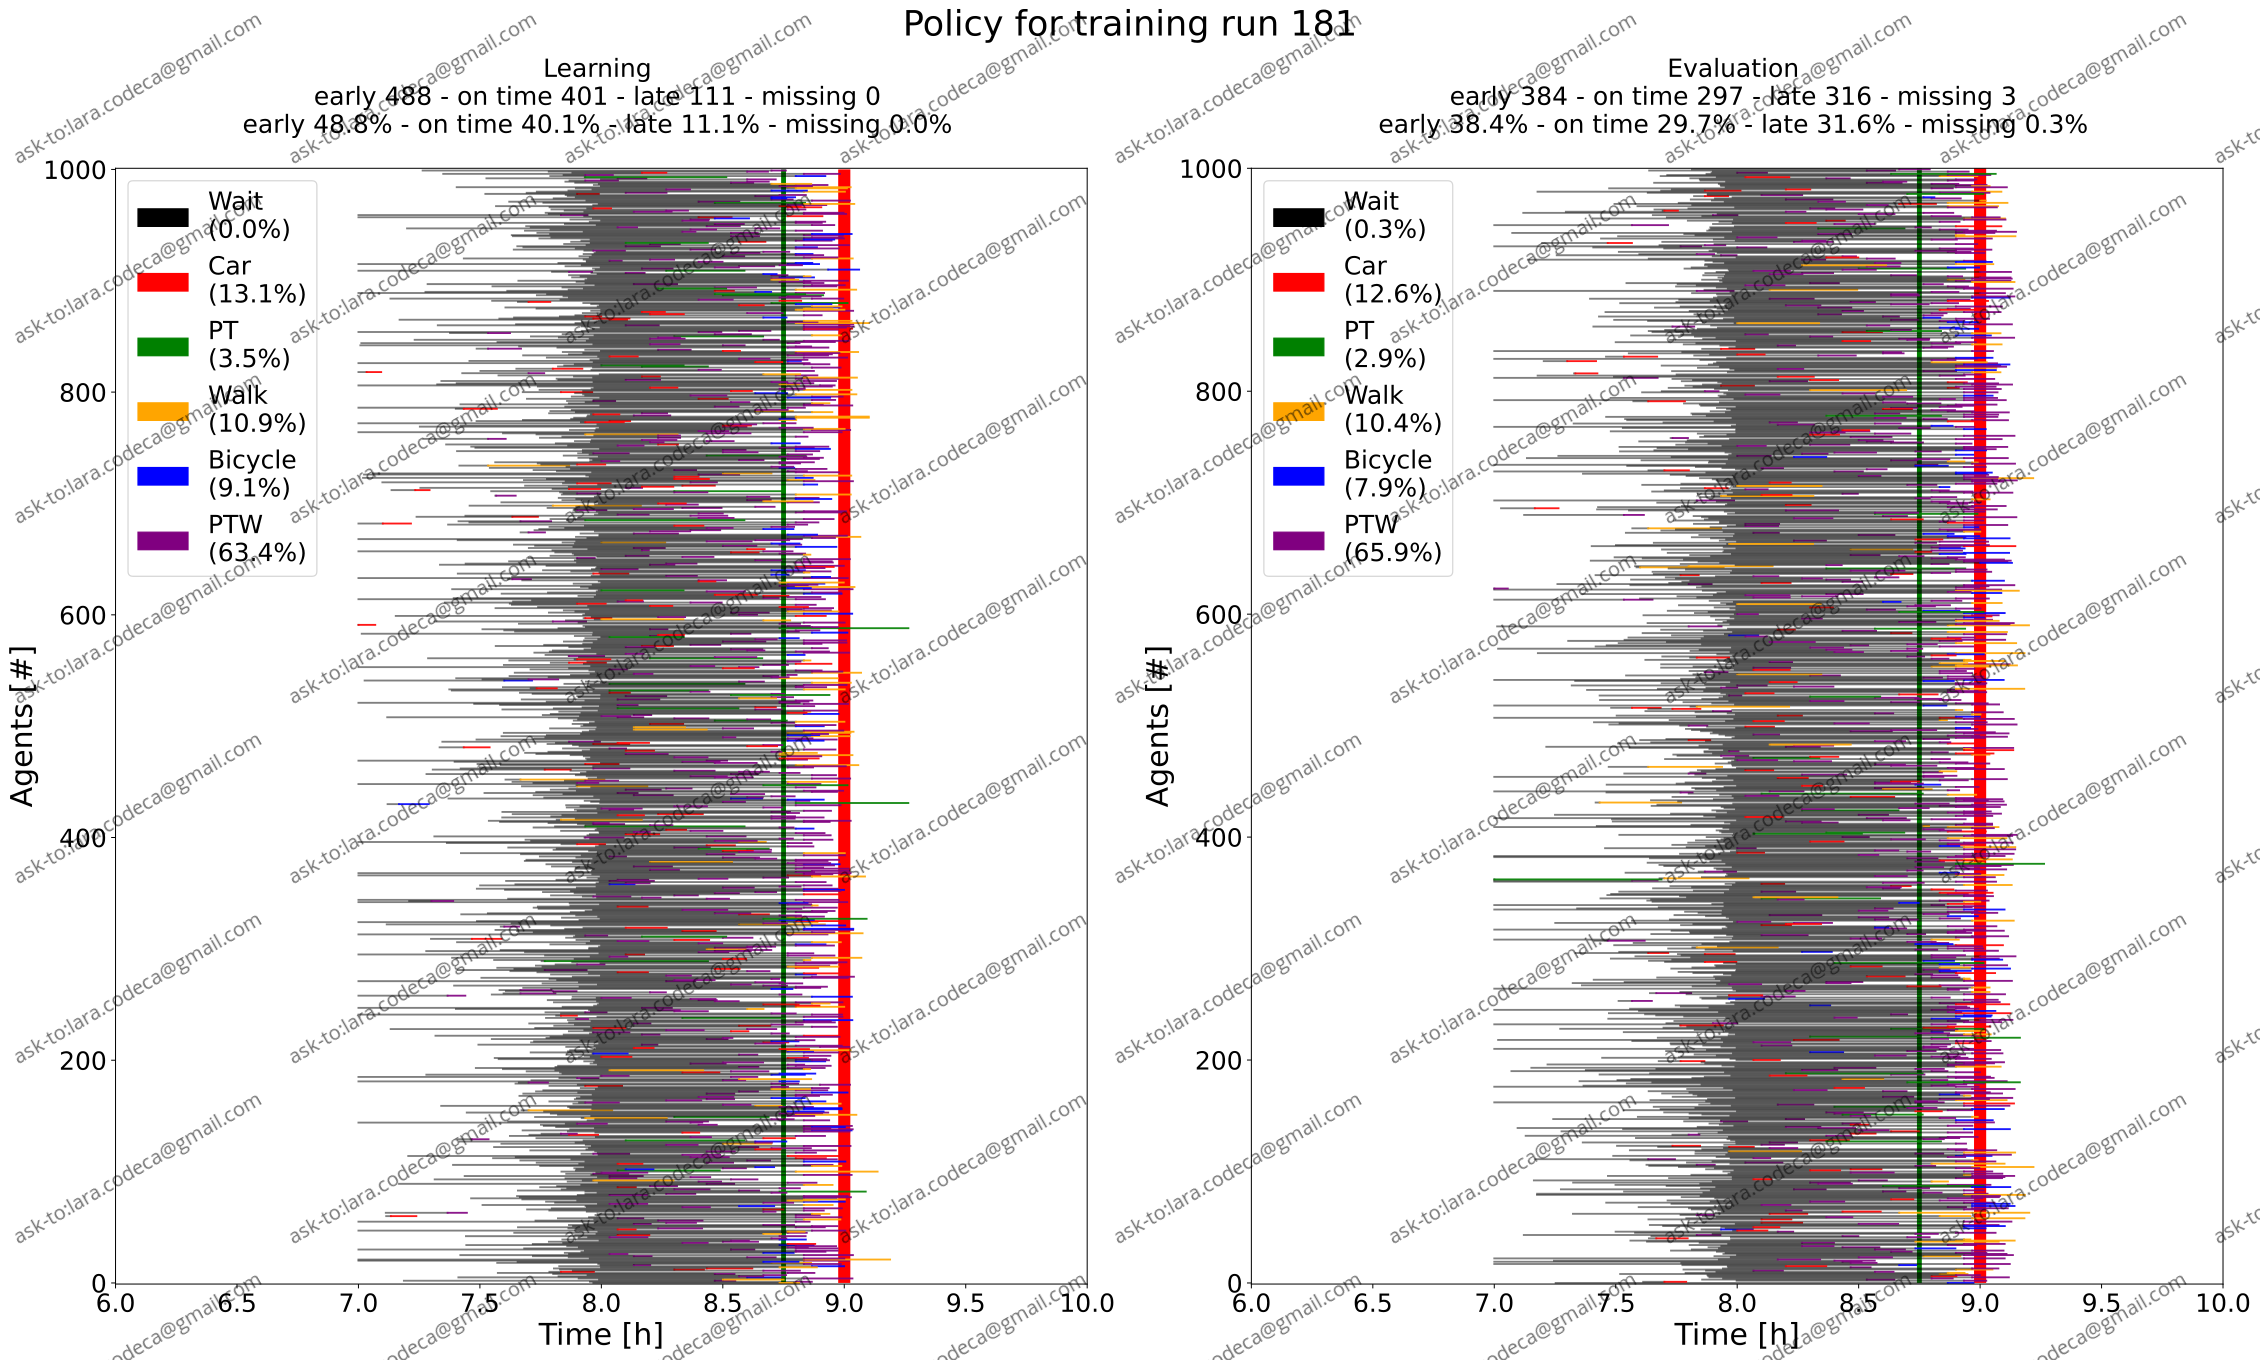 Policy for training run 181
Learning
early 488 - on time 401 - late 111 - missing 0
early 48.8% - on time 40.1% - late 11.1% - missing 0.0%
Evaluation
early 384 - on time 297 - late 316 - missing 3
early 38.4% - on time 29.7% - late 31.6% - missing 0.3%
Wait
(0.0%)
Car
(13.1%)
PT
(3.5%)
Walk
(10.9%)
Bicycle
(9.1%)
PTW
(63.4%)
Agents [#]
1000
800
600
400
200
0
6.0 6.5 7.0 7.5 8.0 8.5 9.0 9.5 10.0
Time [h]
Wait
(0.3%)
Car
(12.6%)
PT
(2.9%)
Walk
(10.4%)
Bicycle
(7.9%)
PTW
(65.9%)
Agents [#]
1000
800
600
400
200
0
6.0 6.5 7.0 7.5 8.0 8.5 9.0 9.5 10.0
Time [h]
ask-to:lara.codeca@gmail.com